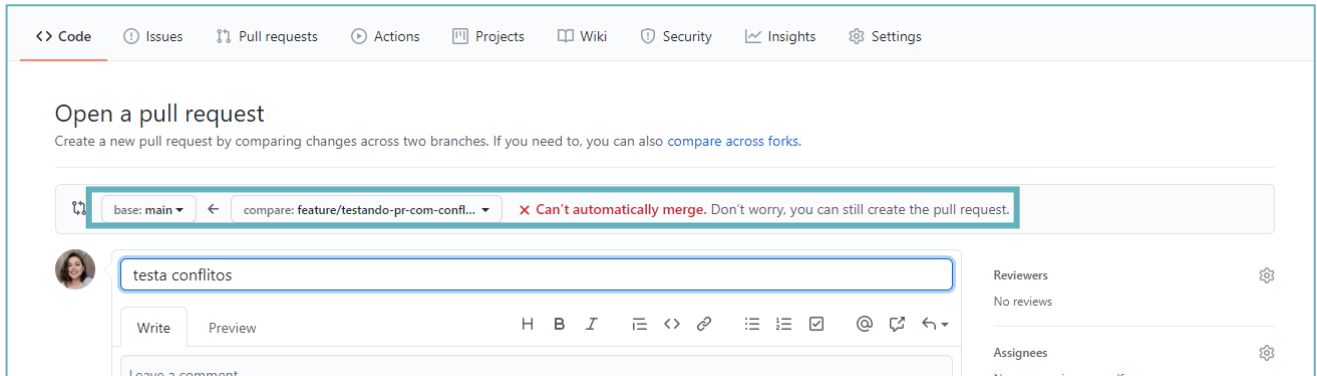 Code Issues Pull requests Actions Projects Wiki Security Insights Settings
Open a pull request
Create a new pull request by comparing changes across two branches. If you need to, you can also compare across forks.
base: main ← compare: feature/testando-pr-com-confl... × Can't automatically merge. Don't worry, you can still create the pull request.
testa conflitos
Reviewers
No reviews
Write Preview H B I @
Assignees
Leave a comment